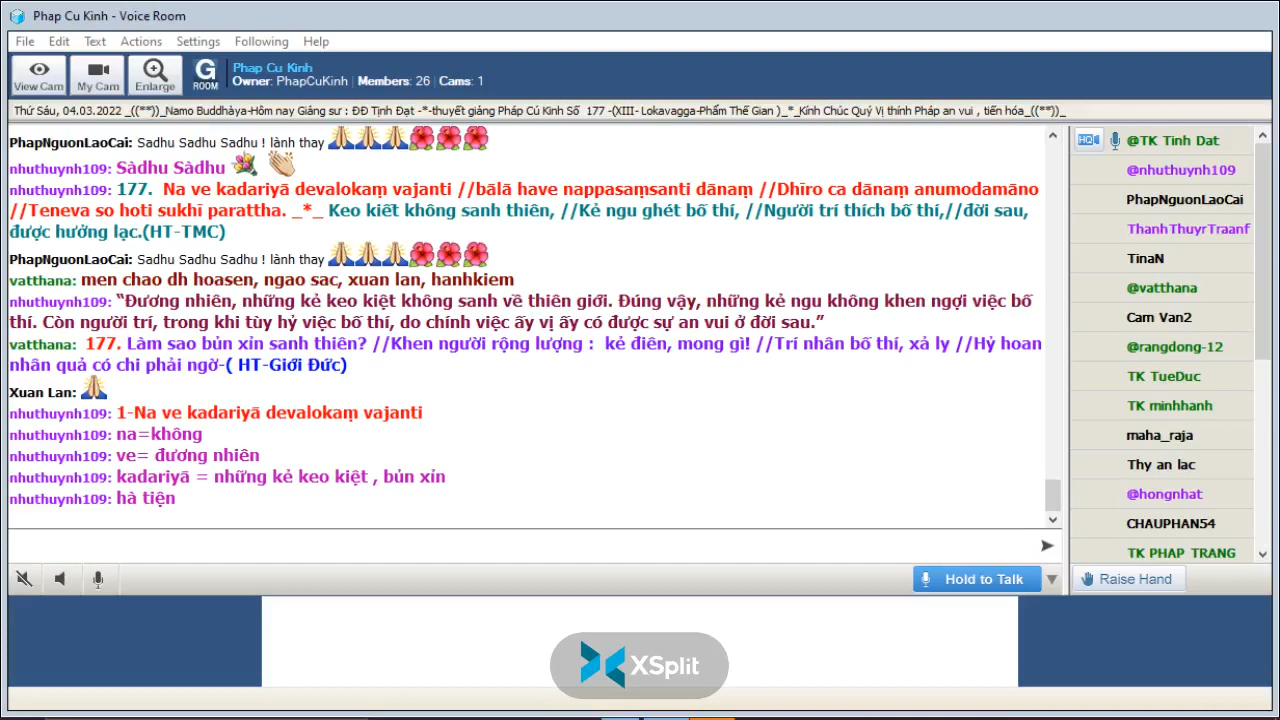 Phap Cu Kinh - Voice Room
File Edit Text Actions Settings Following Help
View Cam My Cam Enlarge G ROOM
Phap Cu Kinh
Owner: PhapCuKinh | Members: 26 | Cams: 1
Thứ Sáu, 04.03.2022 _((**))_Namo Buddhàya-Hôm nay Giảng sư : ĐĐ Tịnh Đạt -*-thuyết giảng Pháp Cú Kinh Số 177 -(XIII- Lokavagga-Phẩm Thế Gian )_*_Kính Chúc Quý Vị thính Pháp an vui , tiến hóa_((**))_
PhapNguonLaoCai: Sadhu Sadhu Sadhu ! lành thay
nhuthuynh109: Sàdhu Sàdhu
nhuthuynh109: 177. Na ve kadariyā devalokaṃ vajanti //bālā have nappasaṃsanti dānaṃ //Dhīro ca dānaṃ anumodamāno
//Teneva so hoti sukhī parattha. _*_ Keo kiết không sanh thiên, //Kẻ ngu ghét bố thí, //Người trí thích bố thí,//đời sau,
được hưởng lạc.(HT-TMC)
PhapNguonLaoCai: Sadhu Sadhu Sadhu ! lành thay
vatthana: men chao dh hoasen, ngao sac, xuan lan, hanhkiem
nhuthuynh109: “Đương nhiên, những kẻ keo kiệt không sanh về thiên giới. Đúng vậy, những kẻ ngu không khen ngợi việc bố
thí. Còn người trí, trong khi tùy hỷ việc bố thí, do chính việc ấy vị ấy có được sự an vui ở đời sau.”
vatthana: 177. Làm sao bủn xỉn sanh thiên? //Khen người rộng lượng : kẻ điên, mong gì! //Trí nhân bố thí, xả ly //Hỷ hoan
nhân quả có chi phải ngờ-( HT-Giới Đức)
Xuan Lan:
nhuthuynh109: 1-Na ve kadariyā devalokaṃ vajanti
nhuthuynh109: na=không
nhuthuynh109: ve= đương nhiên
nhuthuynh109: kadariyā = những kẻ keo kiệt , bủn xỉn
nhuthuynh109: hà tiện
HQ @TK Tinh Dat
@nhuthuynh109
PhapNguonLaoCai
ThanhThuyrTraanf
TinaN
@vatthana
Cam Van2
@rangdong-12
TK TueDuc
TK minhhanh
maha_raja
Thy an lac
@hongnhat
CHAUPHAN54
TK PHAP TRANG
Hold to Talk
Raise Hand
XSplit